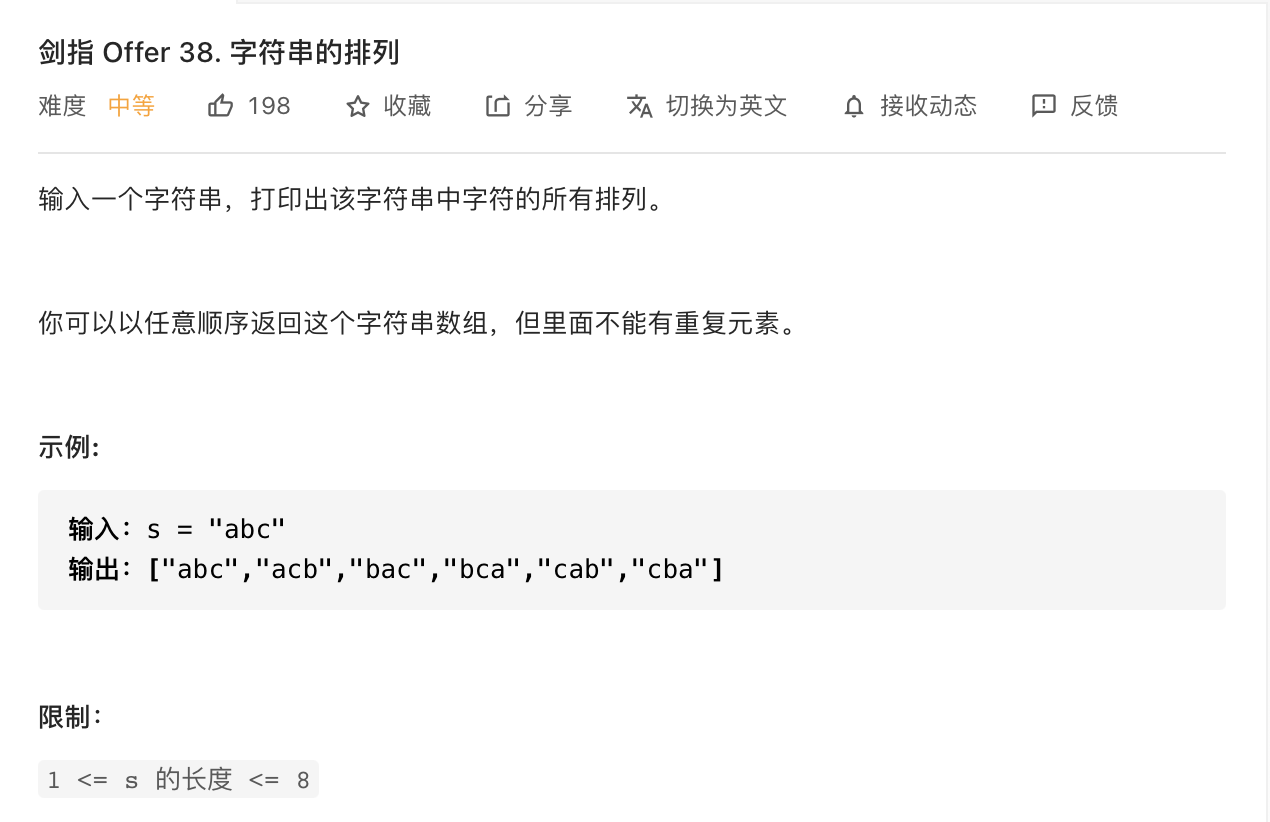 剑指 Offer 38. 字符串的排列
难度 中等 198 收藏 分享 切换为英文 接收动态 反馈
输入一个字符串，打印出该字符串中字符的所有排列。
你可以以任意顺序返回这个字符串数组，但里面不能有重复元素。
示例:
输入：s = "abc"
输出：["abc","acb","bac","bca","cab","cba"]
限制：
1 <= s 的长度 <= 8